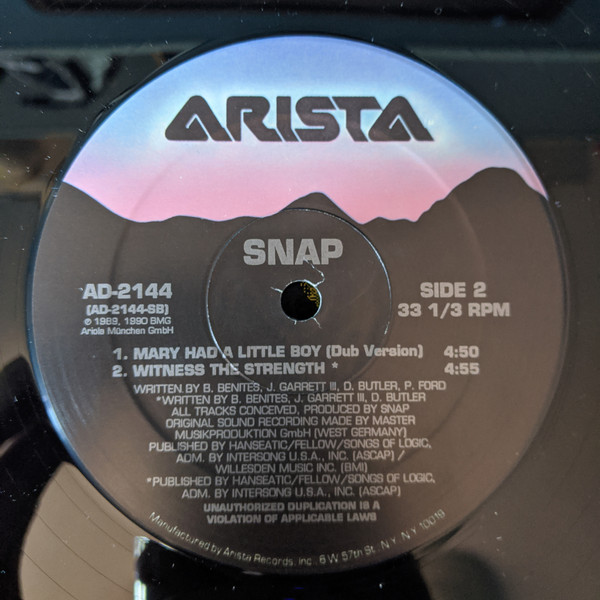 ARISTA
SNAP
AD-2144
(AD-2144-SB)
℗ 1989, 1990 BMG
Ariola München GmbH
SIDE 2
33 1/3 RPM
1. MARY HAD A LITTLE BOY (Dub Version) 4:50
2. WITNESS THE STRENGTH * 4:55
WRITTEN BY B. BENITES, J. GARRETT III, D. BUTLER, P. FORD
*WRITTEN BY B. BENITES, J. GARRETT III, D. BUTLER
ALL TRACKS CONCEIVED, PRODUCED BY SNAP
ORIGINAL SOUND RECORDING MADE BY MASTER
MUSIKPRODUKTION GmbH (WEST GERMANY)
PUBLISHED BY HANSEATIC/FELLOW/SONGS OF LOGIC,
ADM. BY INTERSONG U.S.A., INC. (ASCAP) /
WILLESDEN MUSIC INC. (BMI)
*PUBLISHED BY HANSEATIC/FELLOW/SONGS OF LOGIC,
ADM. BY INTERSONG U.S.A., INC. (ASCAP)
UNAUTHORIZED DUPLICATION IS A
VIOLATION OF APPLICABLE LAWS
Manufactured by Arista Records, Inc., 6 W 57th St., N.Y. N.Y. 10019